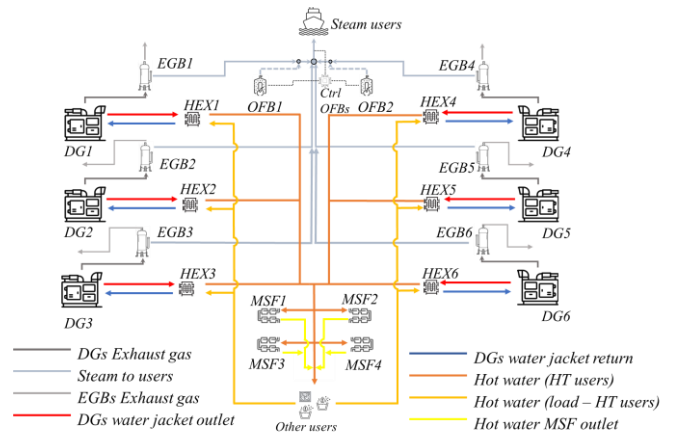 Steam users
EGB1
EGB4
OFB1
Ctrl
OFBs
OFB2
HEX1
HEX4
DG1
DG4
EGB2
EGB5
HEX2
HEX5
DG2
DG5
EGB3
EGB6
HEX3
HEX6
DG3
DG6
MSF1
MSF2
MSF3
MSF4
Other users
DGs Exhaust gas
Steam to users
EGBs Exhaust gas
DGs water jacket outlet
DGs water jacket return
Hot water (HT users)
Hot water (load – HT users)
Hot water MSF outlet